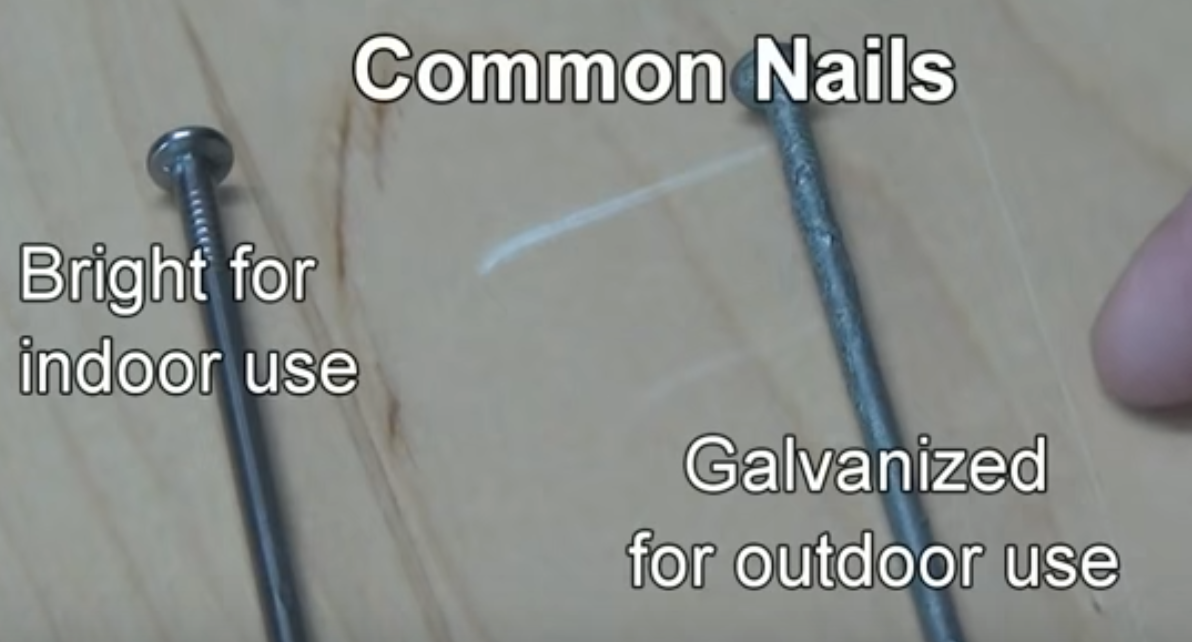 Common Nails
Bright for
indoor use
Galvanized
for outdoor use